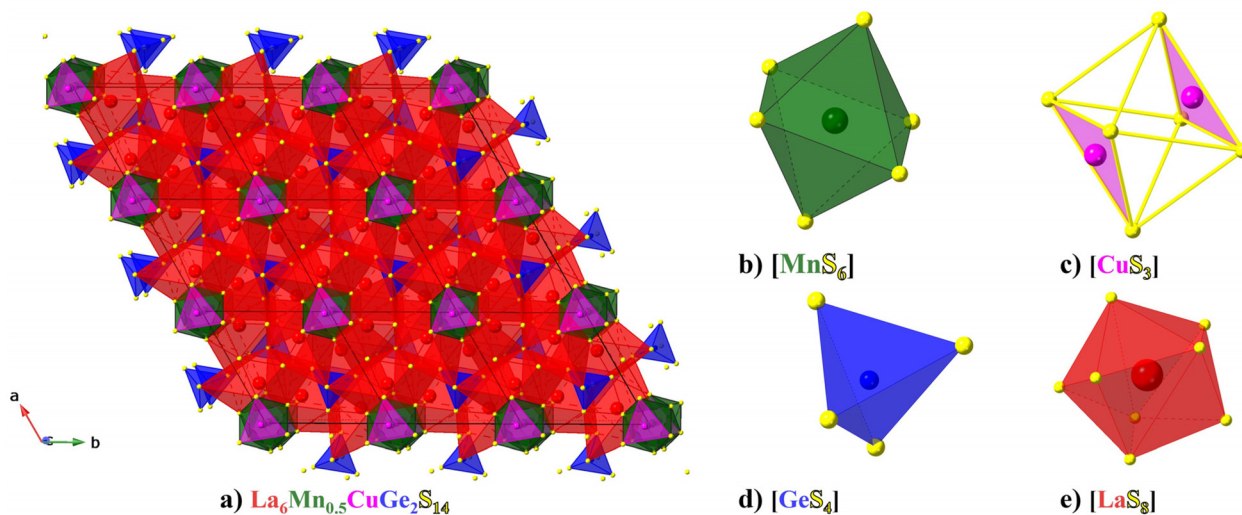 b) [MnS₆]
c) [CuS₃]
a
c
b
a) La₆Mn₀.₅CuGe₂S₁₄
d) [GeS₄]
e) [LaS₈]